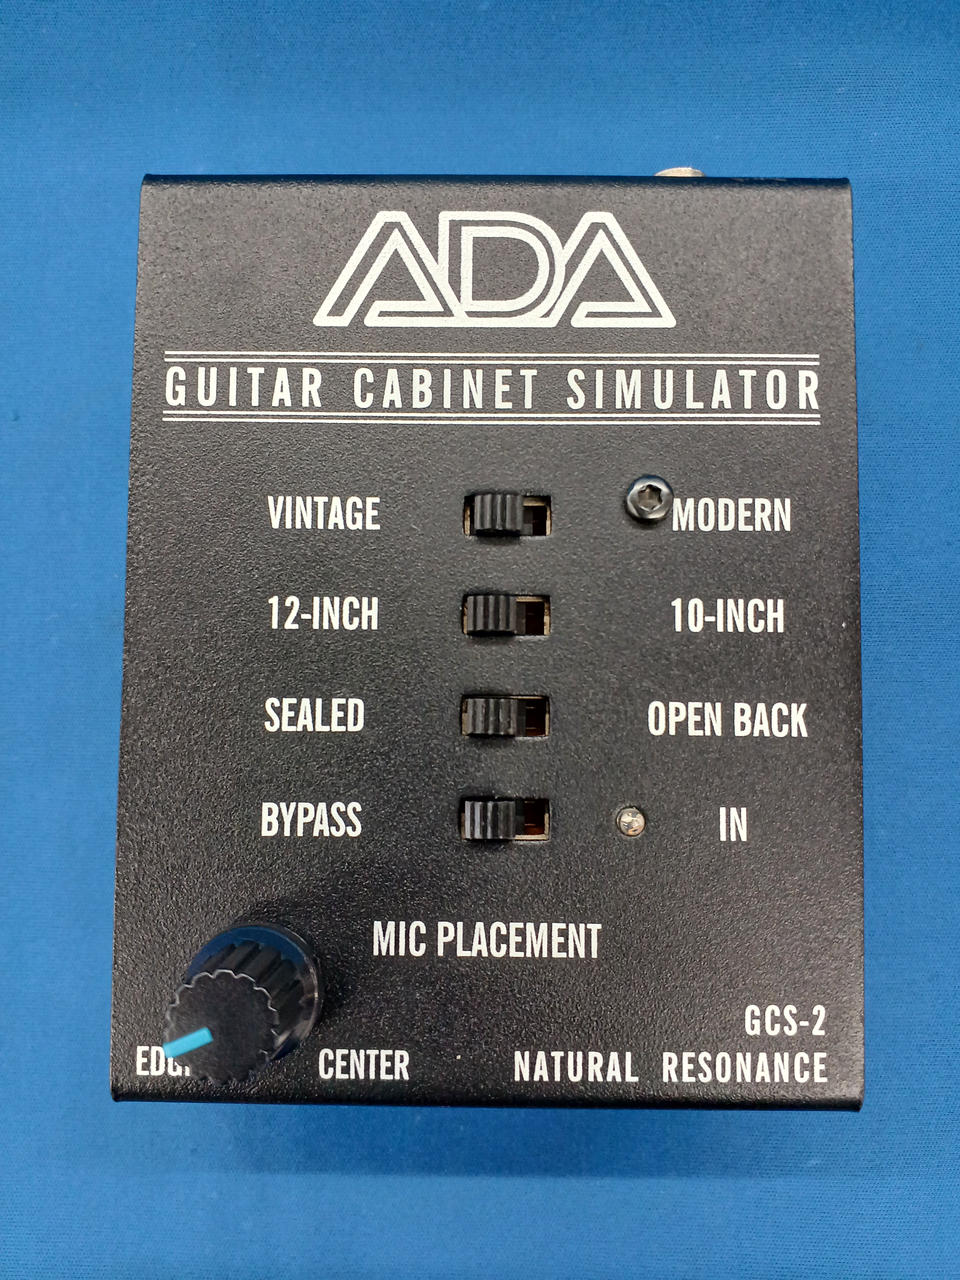 ADA
GUITAR CABINET SIMULATOR
VINTAGE MODERN
12-INCH 10-INCH
SEALED OPEN BACK
BYPASS IN
MIC PLACEMENT
GCS-2
CENTER NATURAL RESONANCE